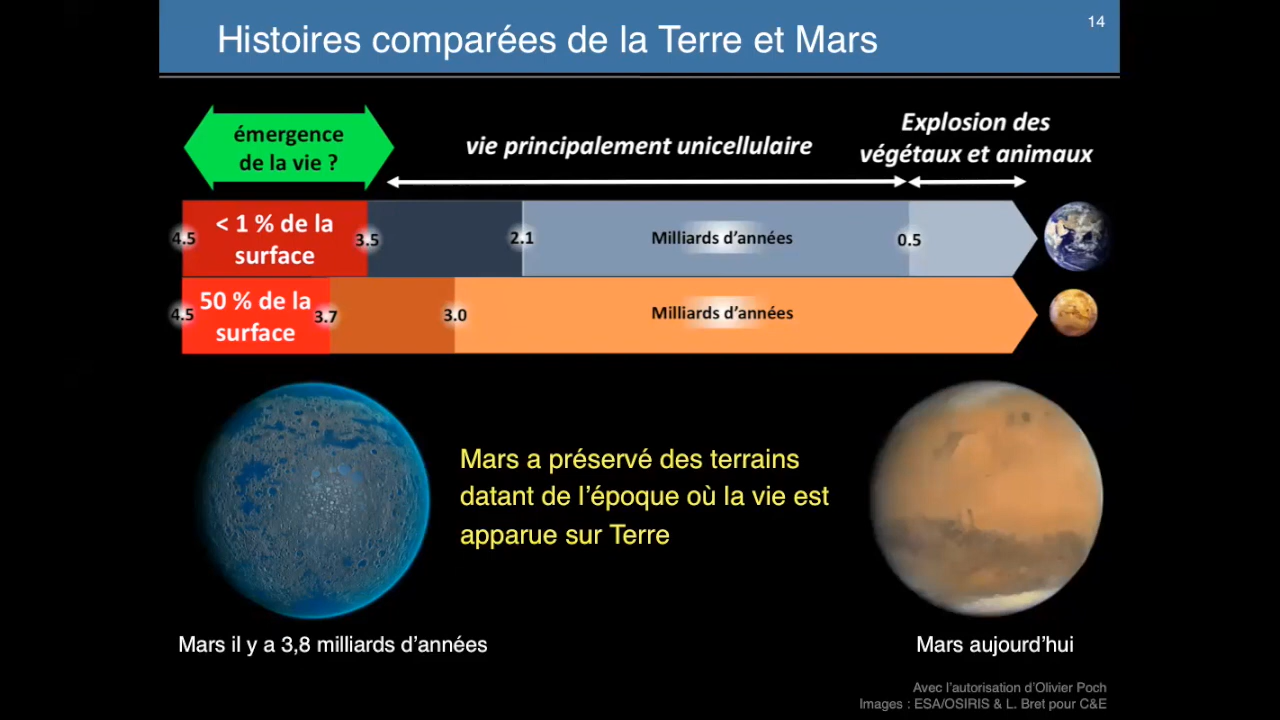 Histoires comparées de la Terre et Mars
14
émergence
de la vie ?
vie principalement unicellulaire
Explosion des
végétaux et animaux
4.5
< 1 % de la
surface
3.5
2.1
Milliards d'années
0.5
4.5
50 % de la
surface
3.7
3.0
Milliards d'années
Mars a préservé des terrains
datant de l'époque où la vie est
apparue sur Terre
Mars il y a 3,8 milliards d'années
Mars aujourd'hui
Avec l'autorisation d'Olivier Poch
Images : ESA/OSIRIS & L. Bret pour C&E